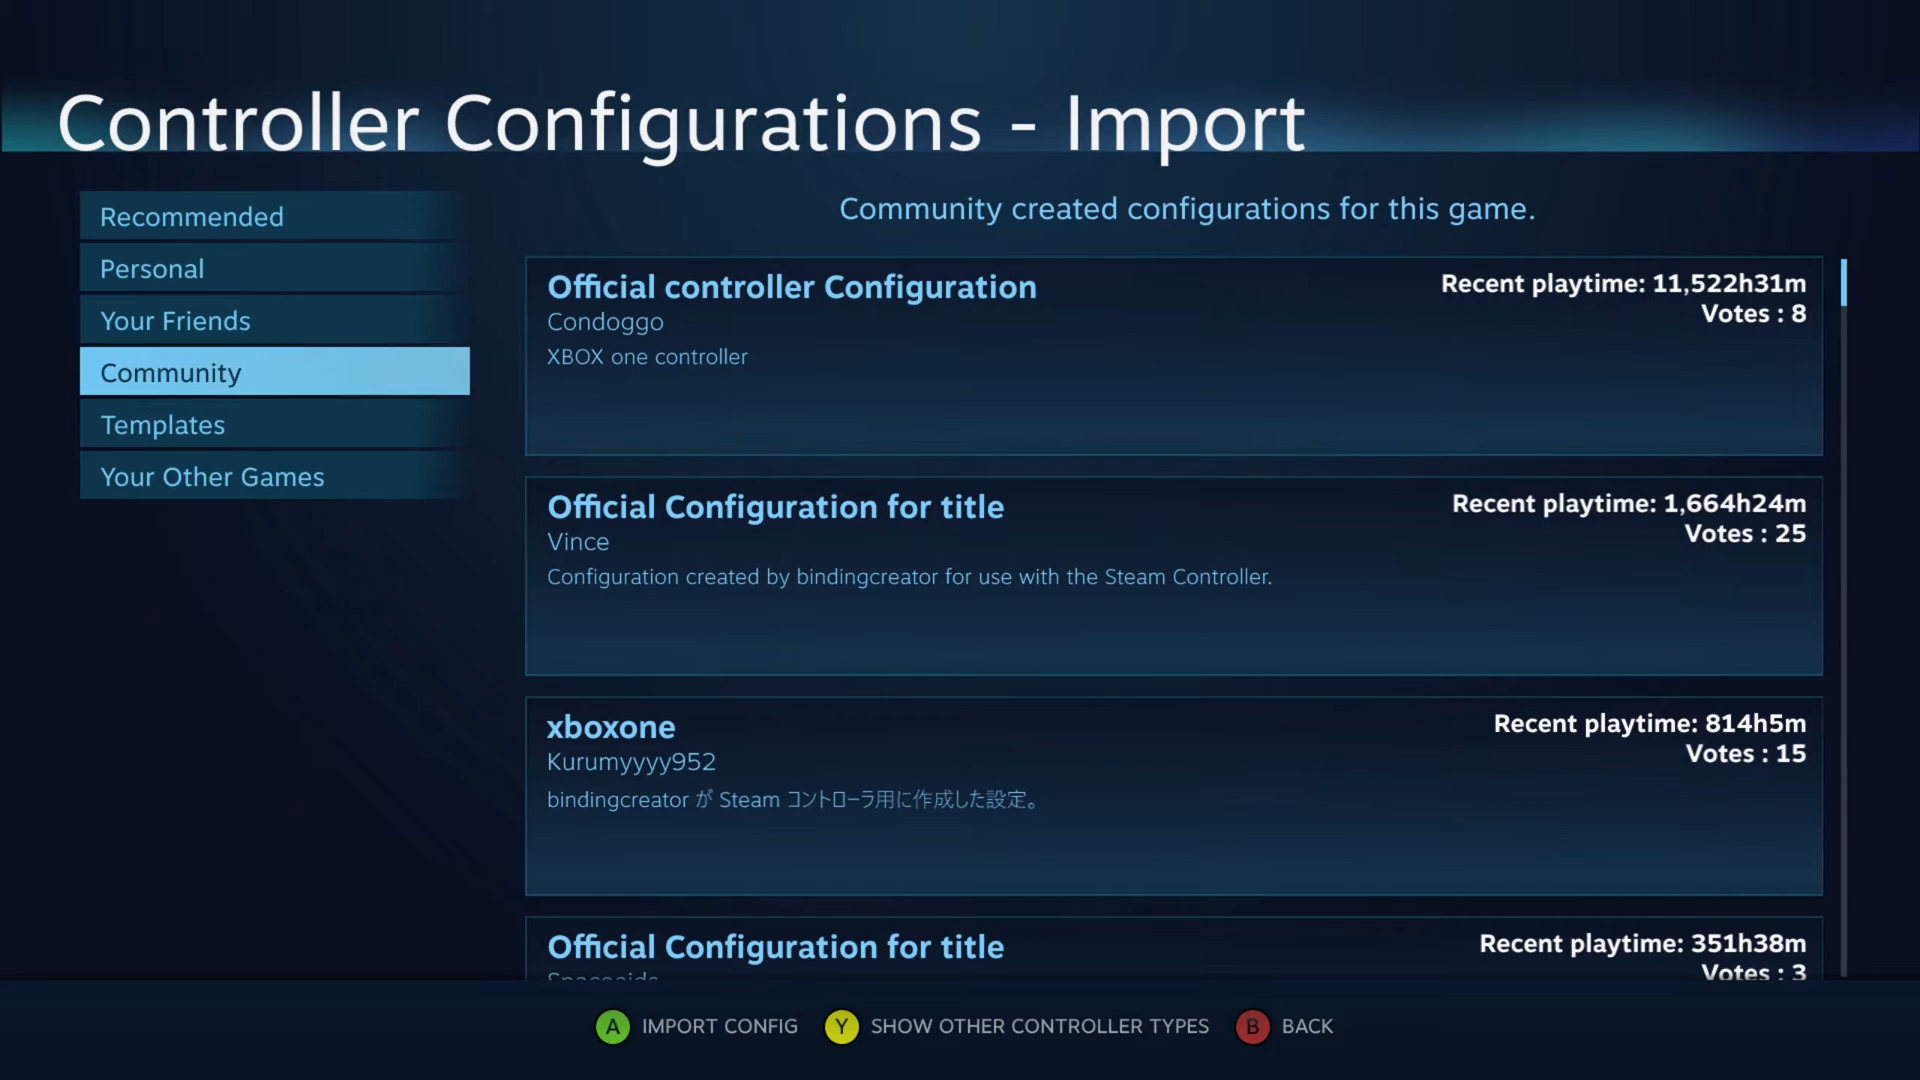 Controller Configurations - Import
Recommended
Personal
Your Friends
Community
Templates
Your Other Games
Community created configurations for this game.
Official controller Configuration
Condoggo
XBOX one controller
Recent playtime: 11,522h31m
Votes : 8
Official Configuration for title
Vince
Configuration created by bindingcreator for use with the Steam Controller.
Recent playtime: 1,664h24m
Votes : 25
xboxone
Kurumyyyy952
bindingcreator が Steam コントローラ用に作成した設定。
Recent playtime: 814h5m
Votes : 15
Official Configuration for title
Recent playtime: 351h38m
Votes : 3
A IMPORT CONFIG
Y SHOW OTHER CONTROLLER TYPES
B BACK